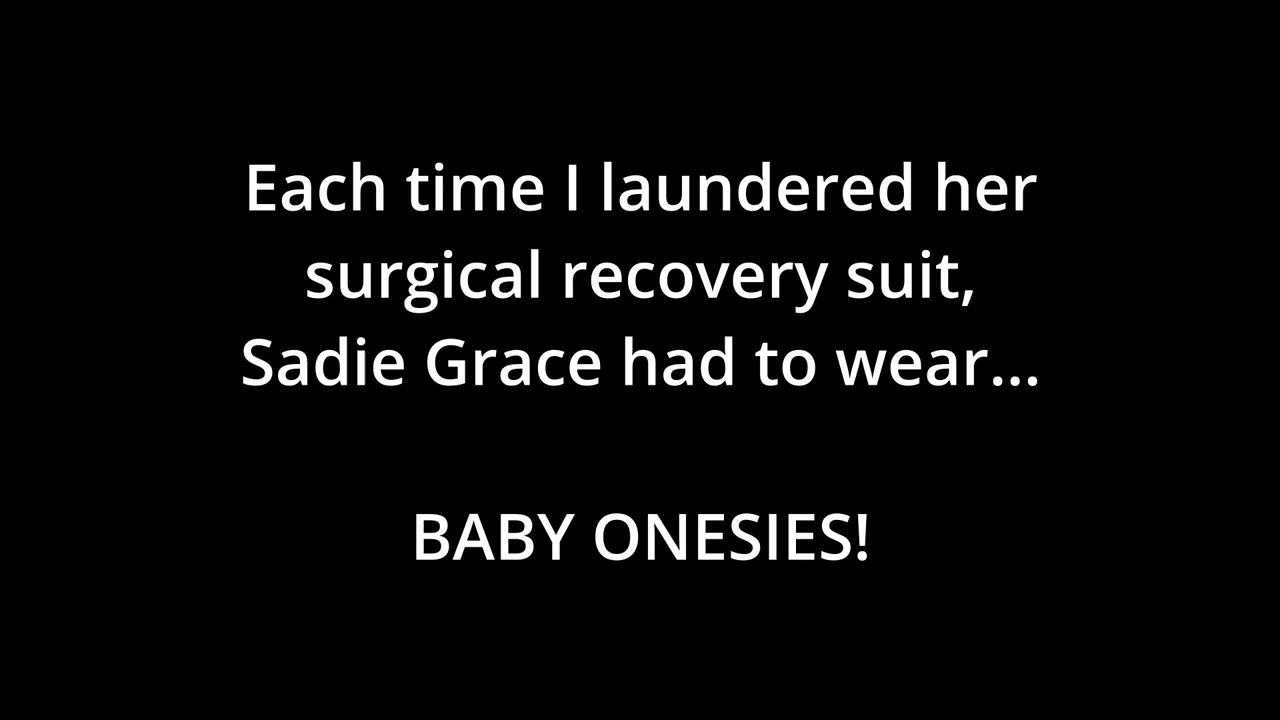 Each time I laundered her
surgical recovery suit,
Sadie Grace had to wear...
BABY ONESIES!